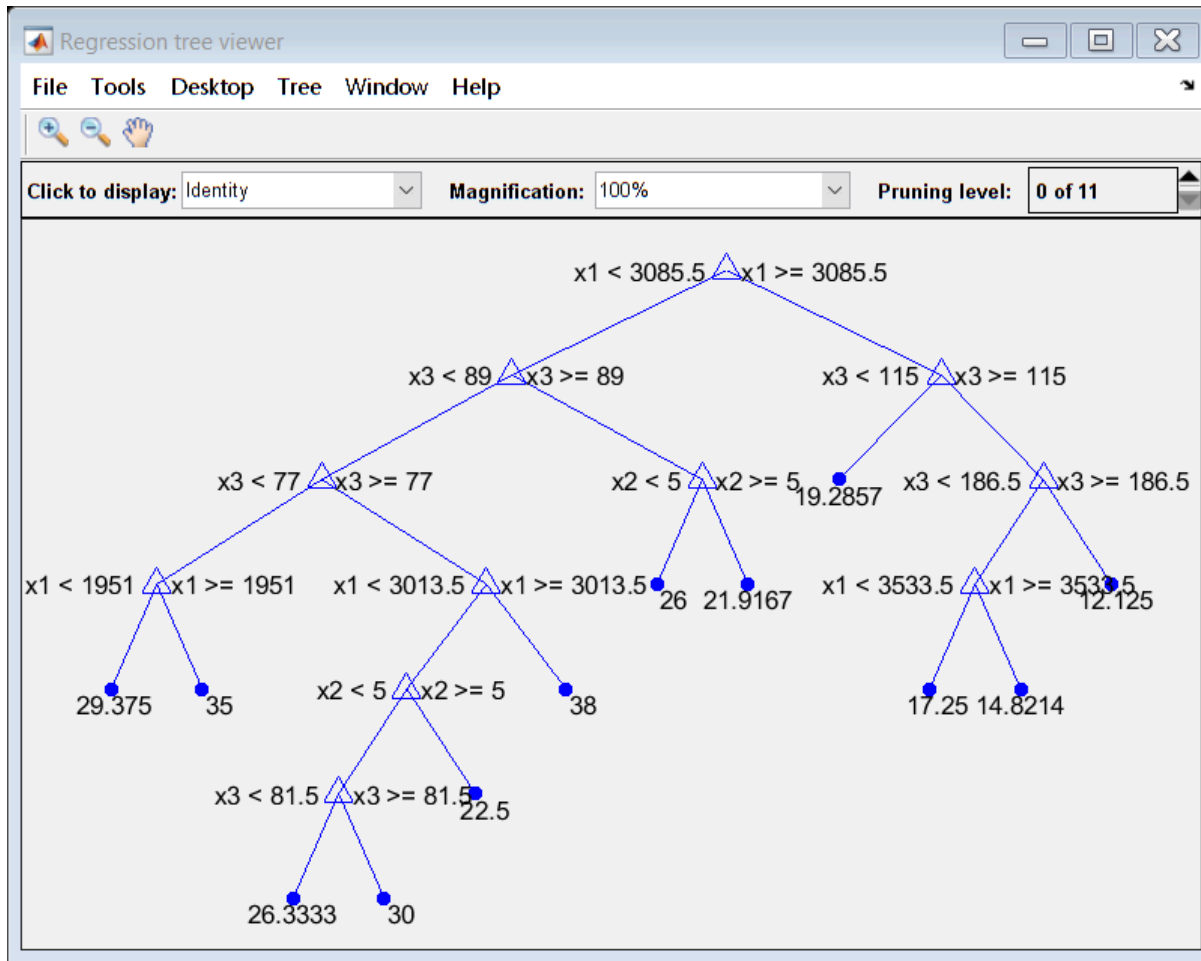 Regression tree viewer
File Tools Desktop Tree Window Help
Click to display: Identity Magnification: 100% Pruning level: 0 of 11
x1 < 3085.5 x1 >= 3085.5
x3 < 89 x3 >= 89 x3 < 115 x3 >= 115
x3 < 77 x3 >= 77 x2 < 5 x2 >= 5 19.2857 x3 < 186.5 x3 >= 186.5
x1 < 1951 x1 >= 1951 x1 < 3013.5 x1 >= 3013.5 26 21.9167 x1 < 3533.5 x1 >= 3533.5 12.125
29.375 35 x2 < 5 x2 >= 5 38 17.25 14.8214
x3 < 81.5 x3 >= 81.5 22.5
26.3333 30